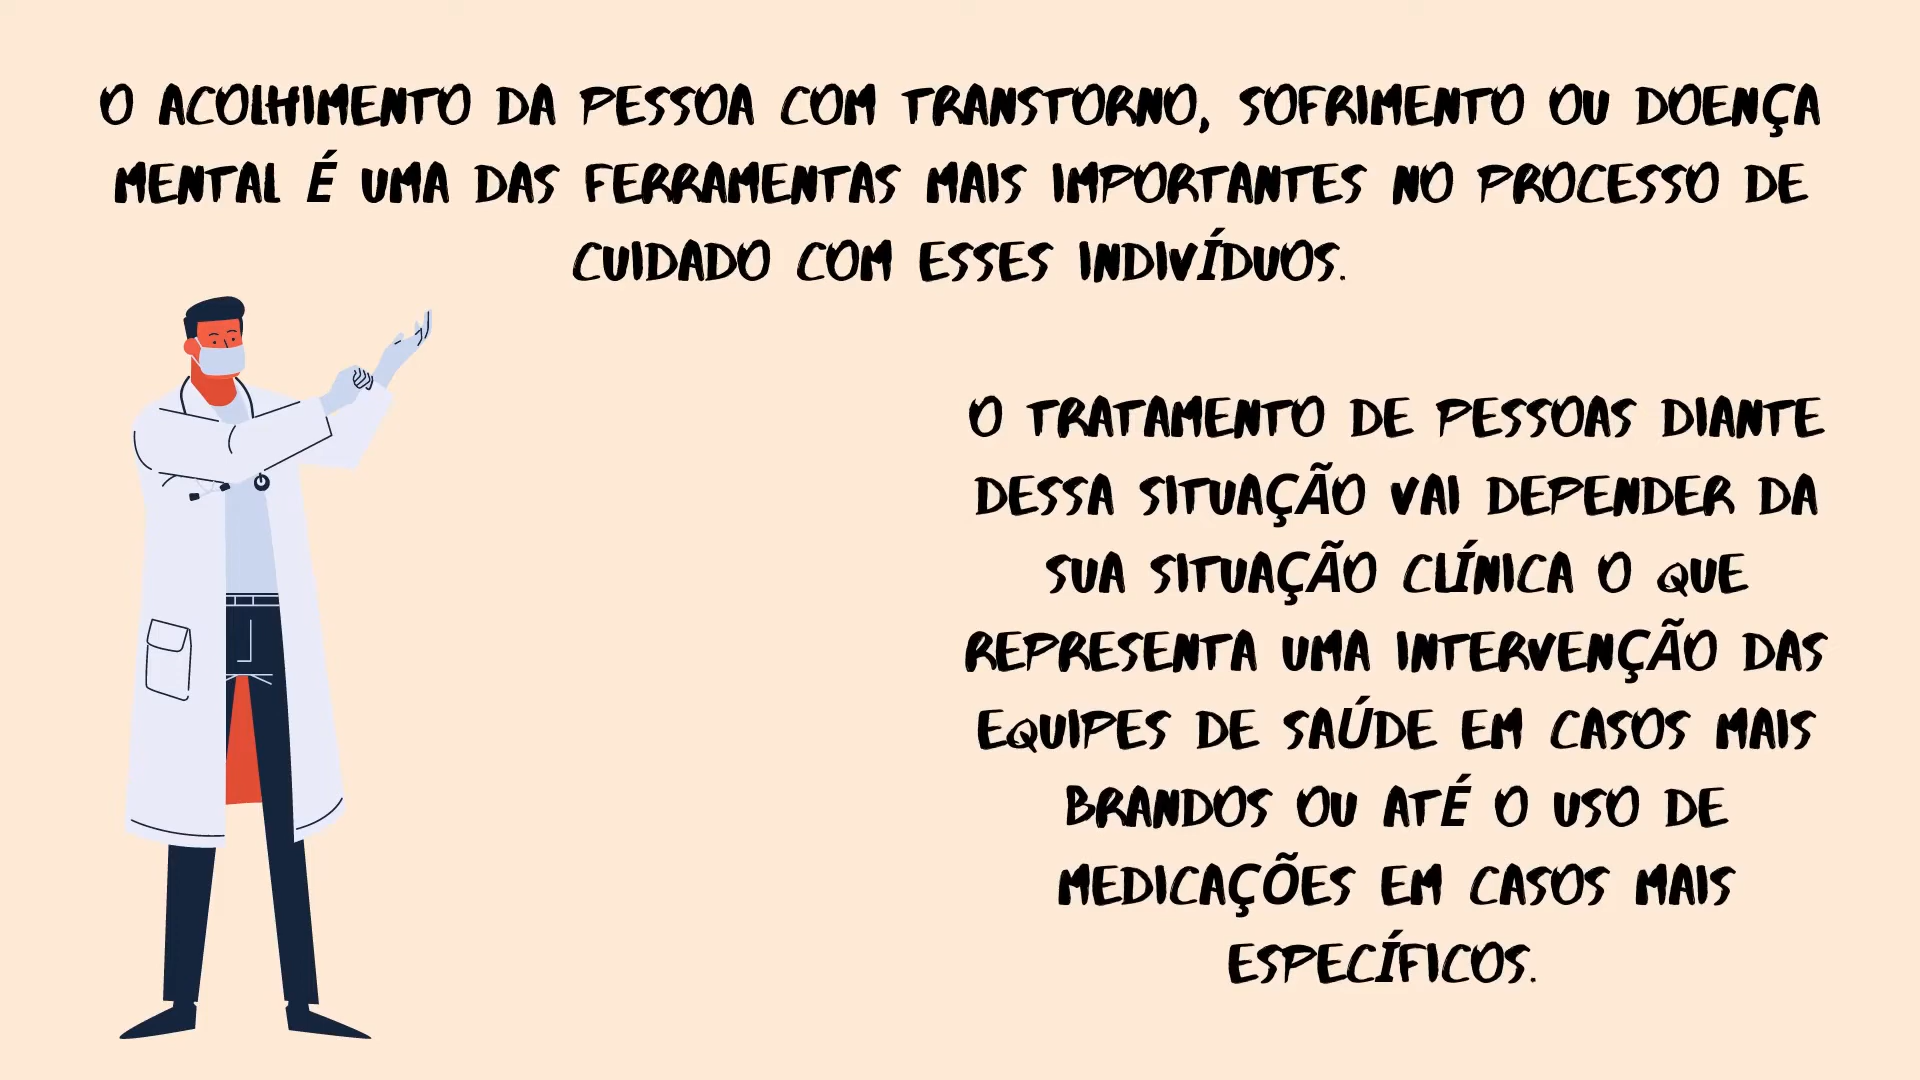 O ACOLHIMENTO DA PESSOA COM TRANSTORNO, SOFRIMENTO OU DOENÇA
MENTAL É UMA DAS FERRAMENTAS MAIS IMPORTANTES NO PROCESSO DE
CUIDADO COM ESSES INDIVÍDUOS.
O TRATAMENTO DE PESSOAS DIANTE
DESSA SITUAÇÃO VAI DEPENDER DA
SUA SITUAÇÃO CLÍNICA O QUE
REPRESENTA UMA INTERVENÇÃO DAS
EQUIPES DE SAÚDE EM CASOS MAIS
BRANDOS OU ATÉ O USO DE
MEDICAÇÕES EM CASOS MAIS
ESPECÍFICOS.